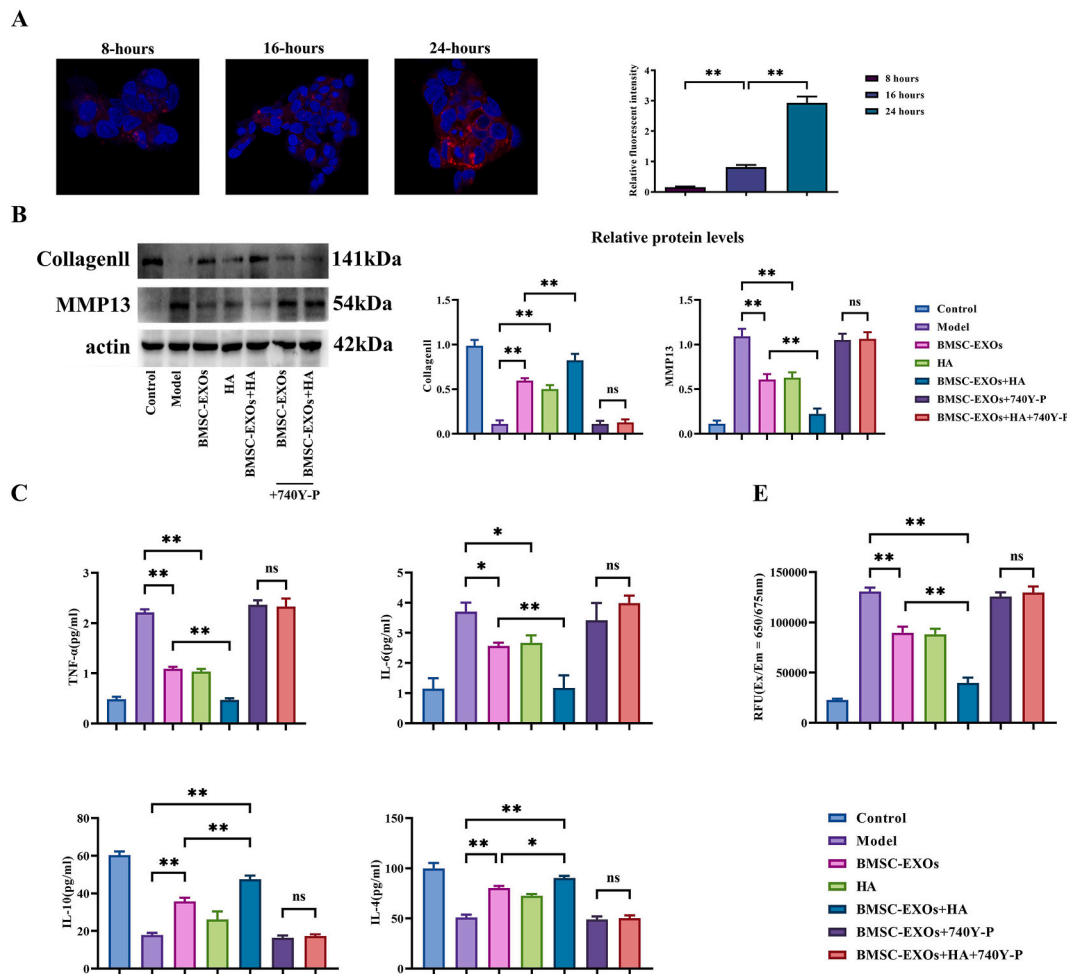 A
8-hours
16-hours
24-hours
Relative fluorescent intensity
4
3
2
1
0
**
**
8 hours
16 hours
24 hours
B
Collagenll
141kDa
MMP13
54kDa
actin
42kDa
Control
Model
BMSC-EXOs
HA
BMSC-EXOs+HA
BMSC-EXOs
BMSC-EXOs+HA
+740Y-P
Relative protein levels
Collagenll
1.5
1.0
0.5
0.0
**
**
**
ns
MMP13
1.5
1.0
0.5
0.0
**
**
**
ns
Control
Model
BMSC-EXOs
HA
BMSC-EXOs+HA
BMSC-EXOs+740Y-P
BMSC-EXOs+HA+740Y-P
C
TNF-α(pg/ml)
3
2
1
0
**
**
**
ns
IL-6(pg/ml)
6
5
4
3
2
1
0
*
*
**
ns
E
RFU(Ex/Em = 650/675nm)
150000
100000
50000
0
**
**
**
ns
IL-10(pg/ml)
80
60
40
20
0
**
**
**
ns
IL-4(pg/ml)
150
100
50
0
**
**
*
ns
Control
Model
BMSC-EXOs
HA
BMSC-EXOs+HA
BMSC-EXOs+740Y-P
BMSC-EXOs+HA+740Y-P